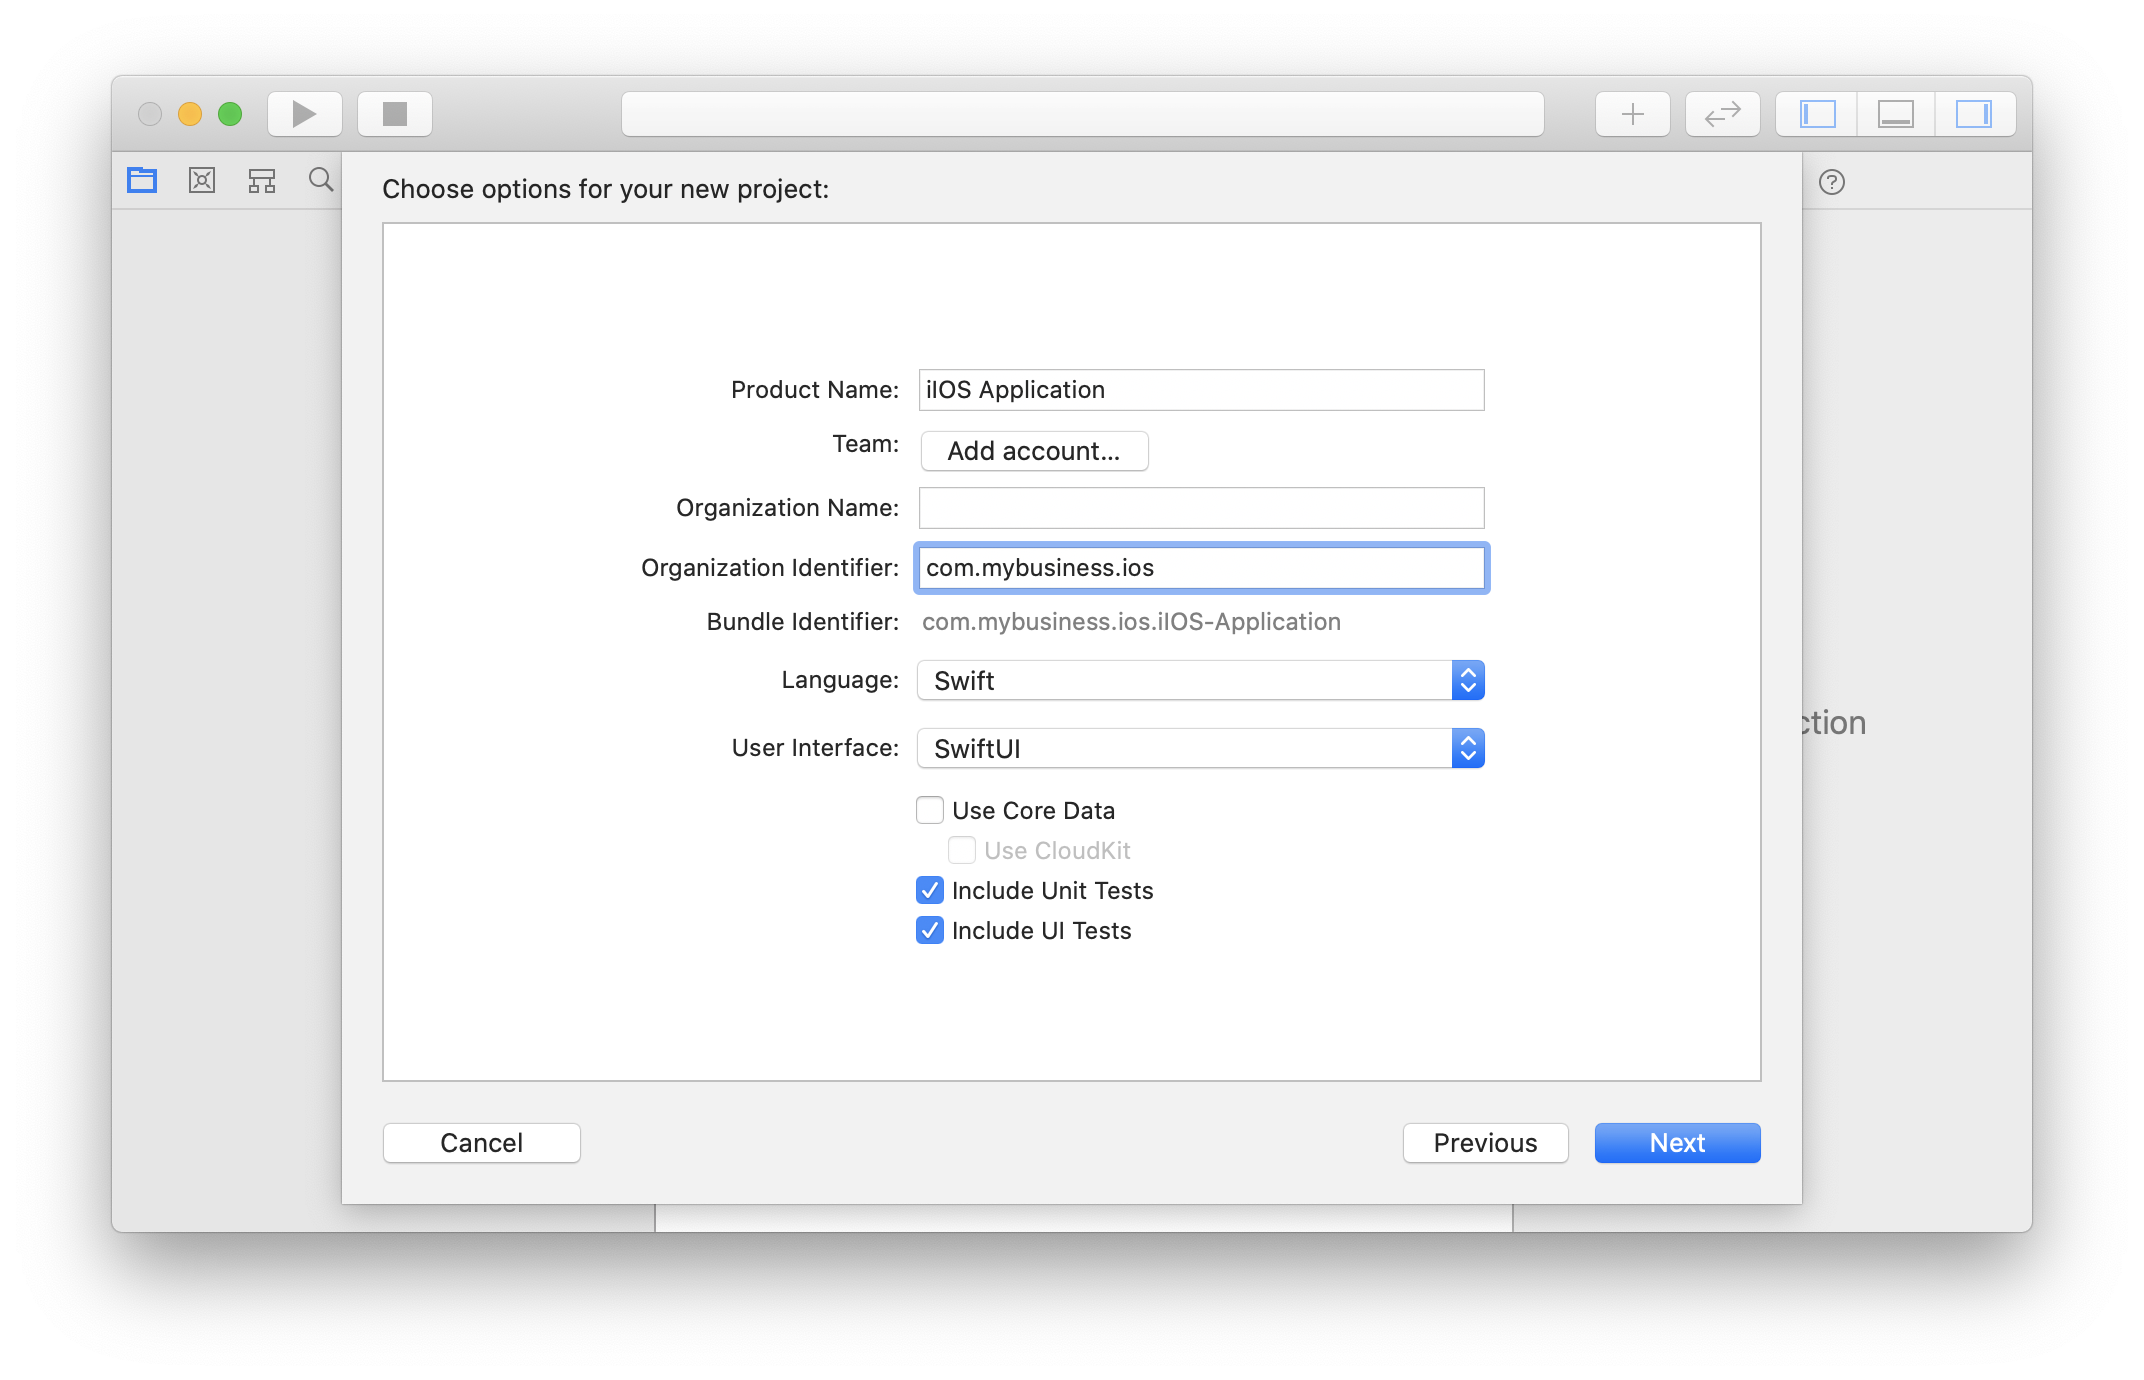 Choose options for your new project:
Product Name: iIOS Application
Team: Add account...
Organization Name:
Organization Identifier: com.mybusiness.ios
Bundle Identifier: com.mybusiness.ios.iIOS-Application
Language: Swift
ction
User Interface: SwiftUI
Use Core Data
Use CloudKit
Include Unit Tests
Include UI Tests
Cancel Previous Next